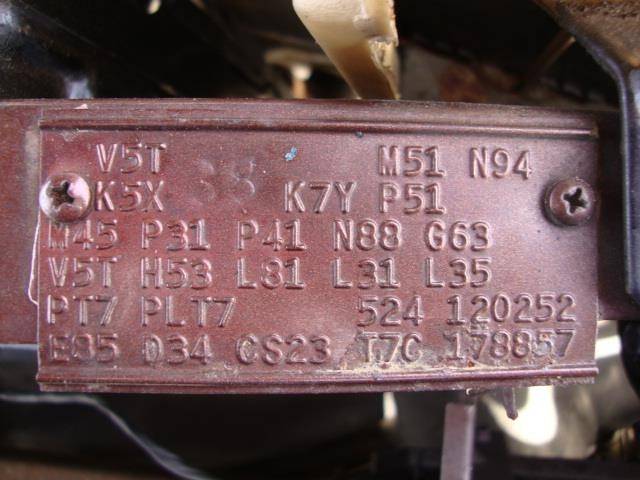 V5T M51 N94
K5X K7Y P51
M45 P31 P41 N88 G63
V5T H53 L81 L31 L35
PT7 PLT7 524 120252
E85 D34 CS23 T7C 178857